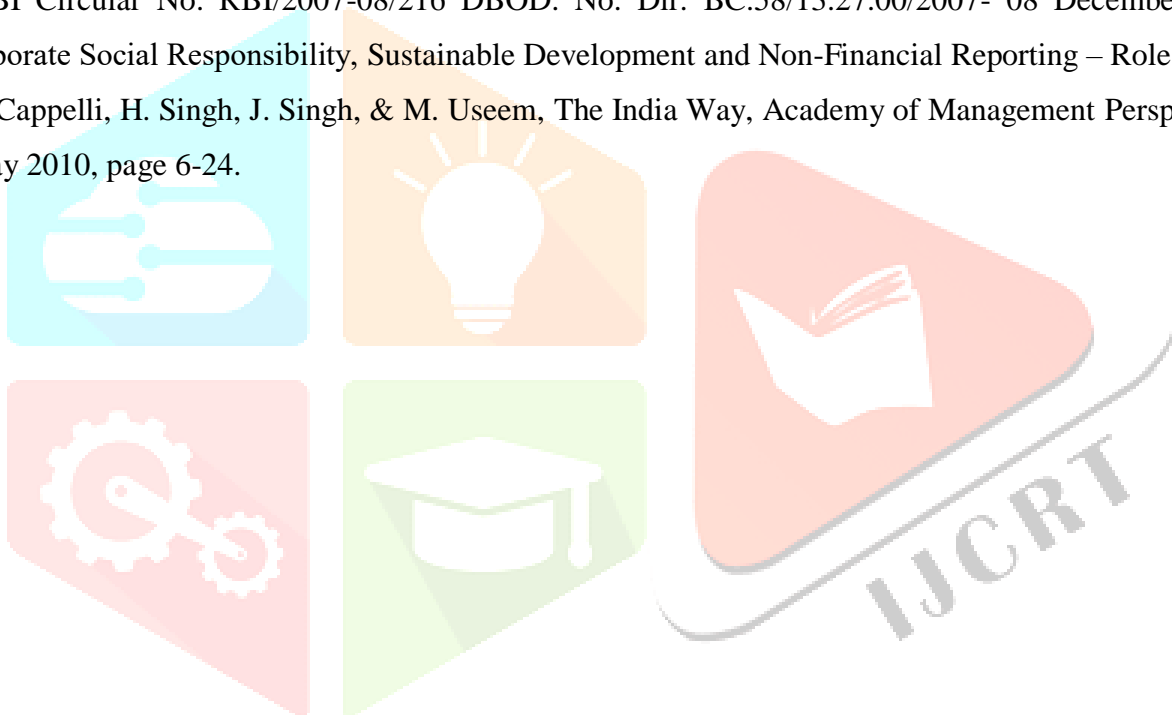 BI Circular No. RBI/2007-08/216 DBOD. No. Dir. BC.58/13.27.00/2007- 08 Decembe
porate Social Responsibility, Sustainable Development and Non-Financial Reporting – Role
Cappelli, H. Singh, J. Singh, & M. Useem, The India Way, Academy of Management Persp
ay 2010, page 6-24.
IJCRT